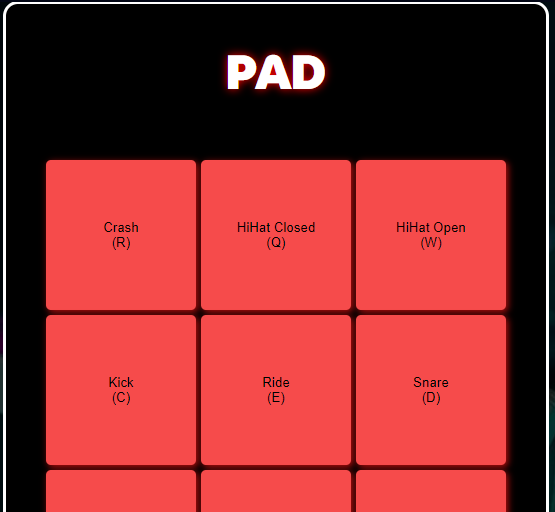 PAD
Crash
(R)
HiHat Closed
(Q)
HiHat Open
(W)
Kick
(C)
Ride
(E)
Snare
(D)